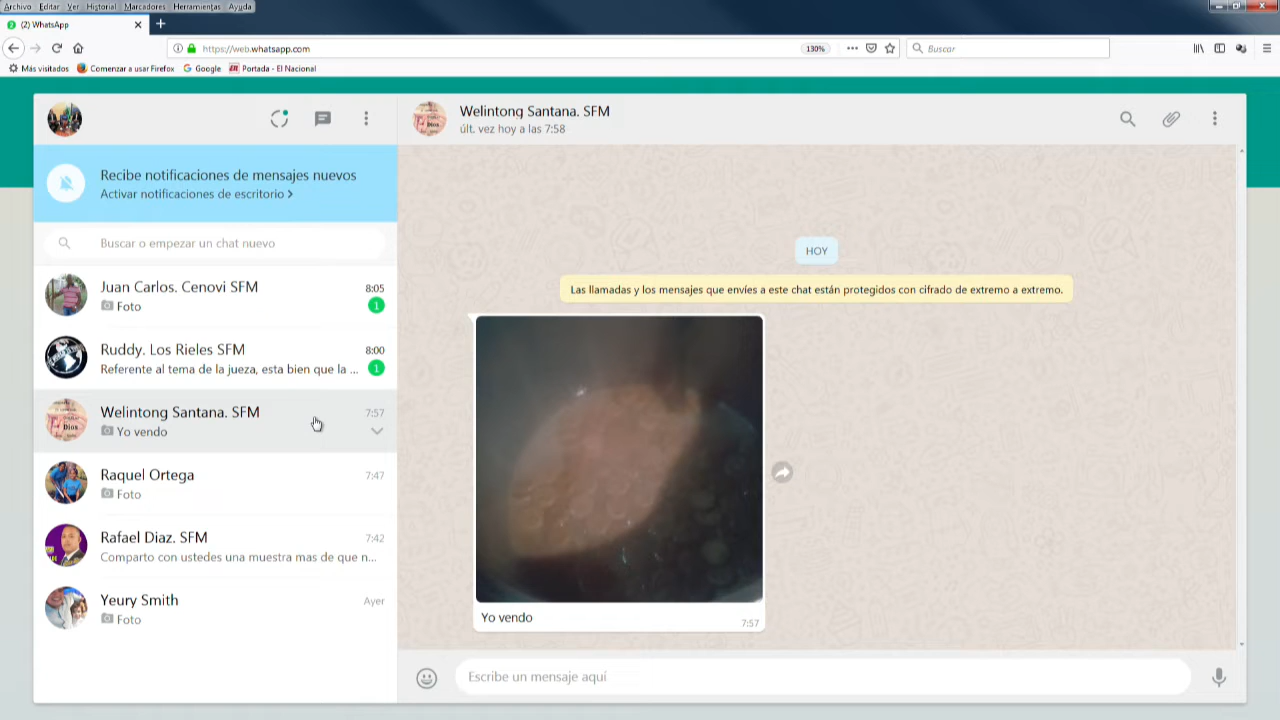 Archivo Editar Ver Historial Marcadores Herramientas Ayuda
(2) WhatsApp
https://web.whatsapp.com
130%
Buscar
Más visitados
Comenzar a usar Firefox
Google
Portada - El Nacional
Recibe notificaciones de mensajes nuevos
Activar notificaciones de escritorio >
Buscar o empezar un chat nuevo
Juan Carlos. Cenovi SFM
8:05
Foto
1
Ruddy. Los Rieles SFM
8:00
Referente al tema de la jueza, esta bien que la ...
1
Welintong Santana. SFM
7:57
Yo vendo
Raquel Ortega
7:47
Foto
Rafael Diaz. SFM
7:42
Comparto con ustedes una muestra mas de que n...
Yeury Smith
Ayer
Foto
Welintong Santana. SFM
últ. vez hoy a las 7:58
HOY
Las llamadas y los mensajes que envíes a este chat están protegidos con cifrado de extremo a extremo.
Yo vendo
7:57
Escribe un mensaje aquí